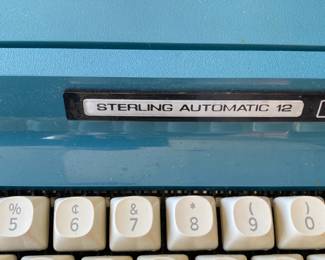 STERLING AUTOMATIC 12
% ¢ & * ( )
5 6 7 8 9 0